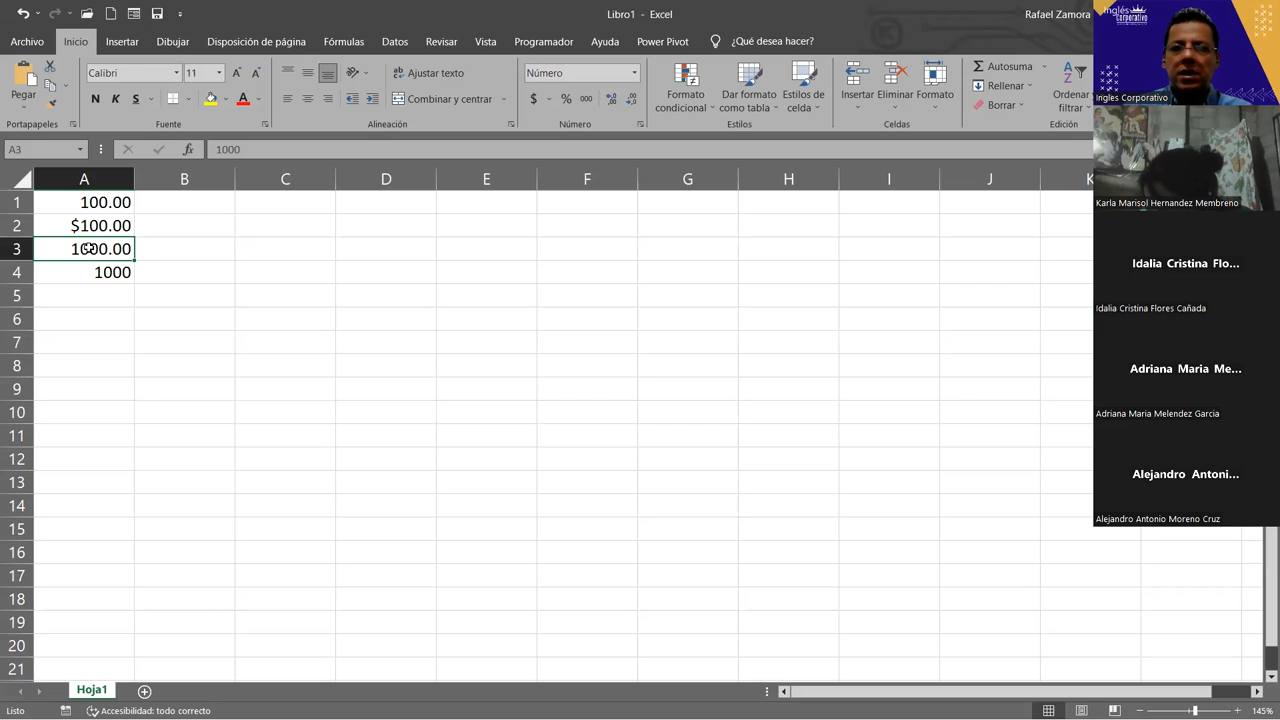 Libro1 - Excel
Rafael Zamora
Archivo Inicio Insertar Dibujar Disposición de página Fórmulas Datos Revisar Vista Programador Ayuda Power Pivot ¿Qué desea hacer?
Pegar
Calibri 11
N K S
Ajustar texto
Combinar y centrar
Número
$ % 000
Formato condicional
Dar formato como tabla
Estilos de celda
Insertar Eliminar Formato
Autosuma
Rellenar
Borrar
Ordenar
filtrar
Portapapeles Fuente Alineación Número Estilos Celdas Edición
A3 fx 1000
A B C D E F G H I J K
1 100.00
2 $100.00
3 1000.00
4 1000
5
6
7
8
9
10
11
12
13
14
15
16
17
18
19
20
21
Hoja1
Listo Accesibilidad: todo correcto 145%
Inglés
Corporativo
Ingles Corporativo
Karla Marisol Hernandez Membreno
Idalia Cristina Flo...
Idalia Cristina Flores Cañada
Adriana Maria Me...
Adriana Maria Melendez Garcia
Alejandro Antoni...
Alejandro Antonio Moreno Cruz